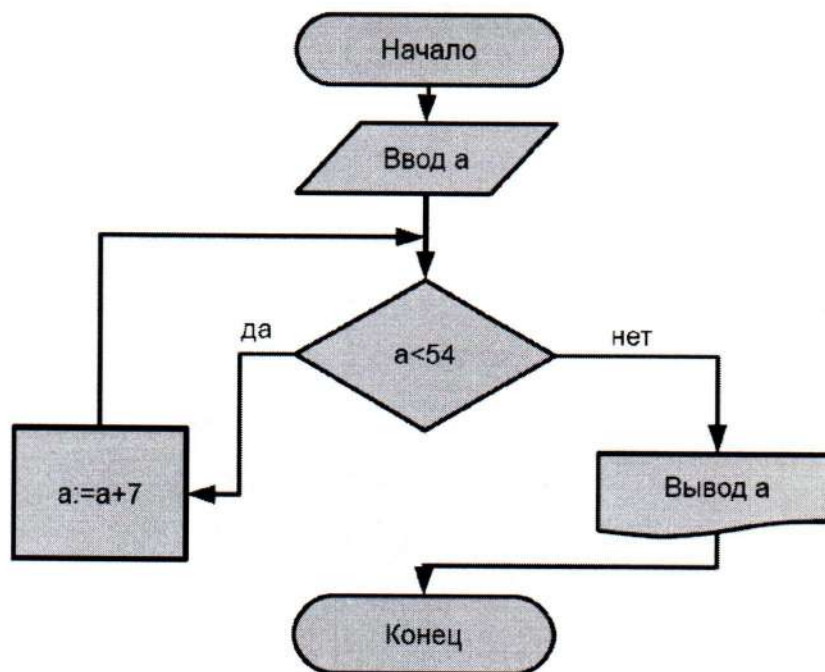 Начало
Ввод a
a<54
да
нет
a:=a+7
Вывод a
Конец